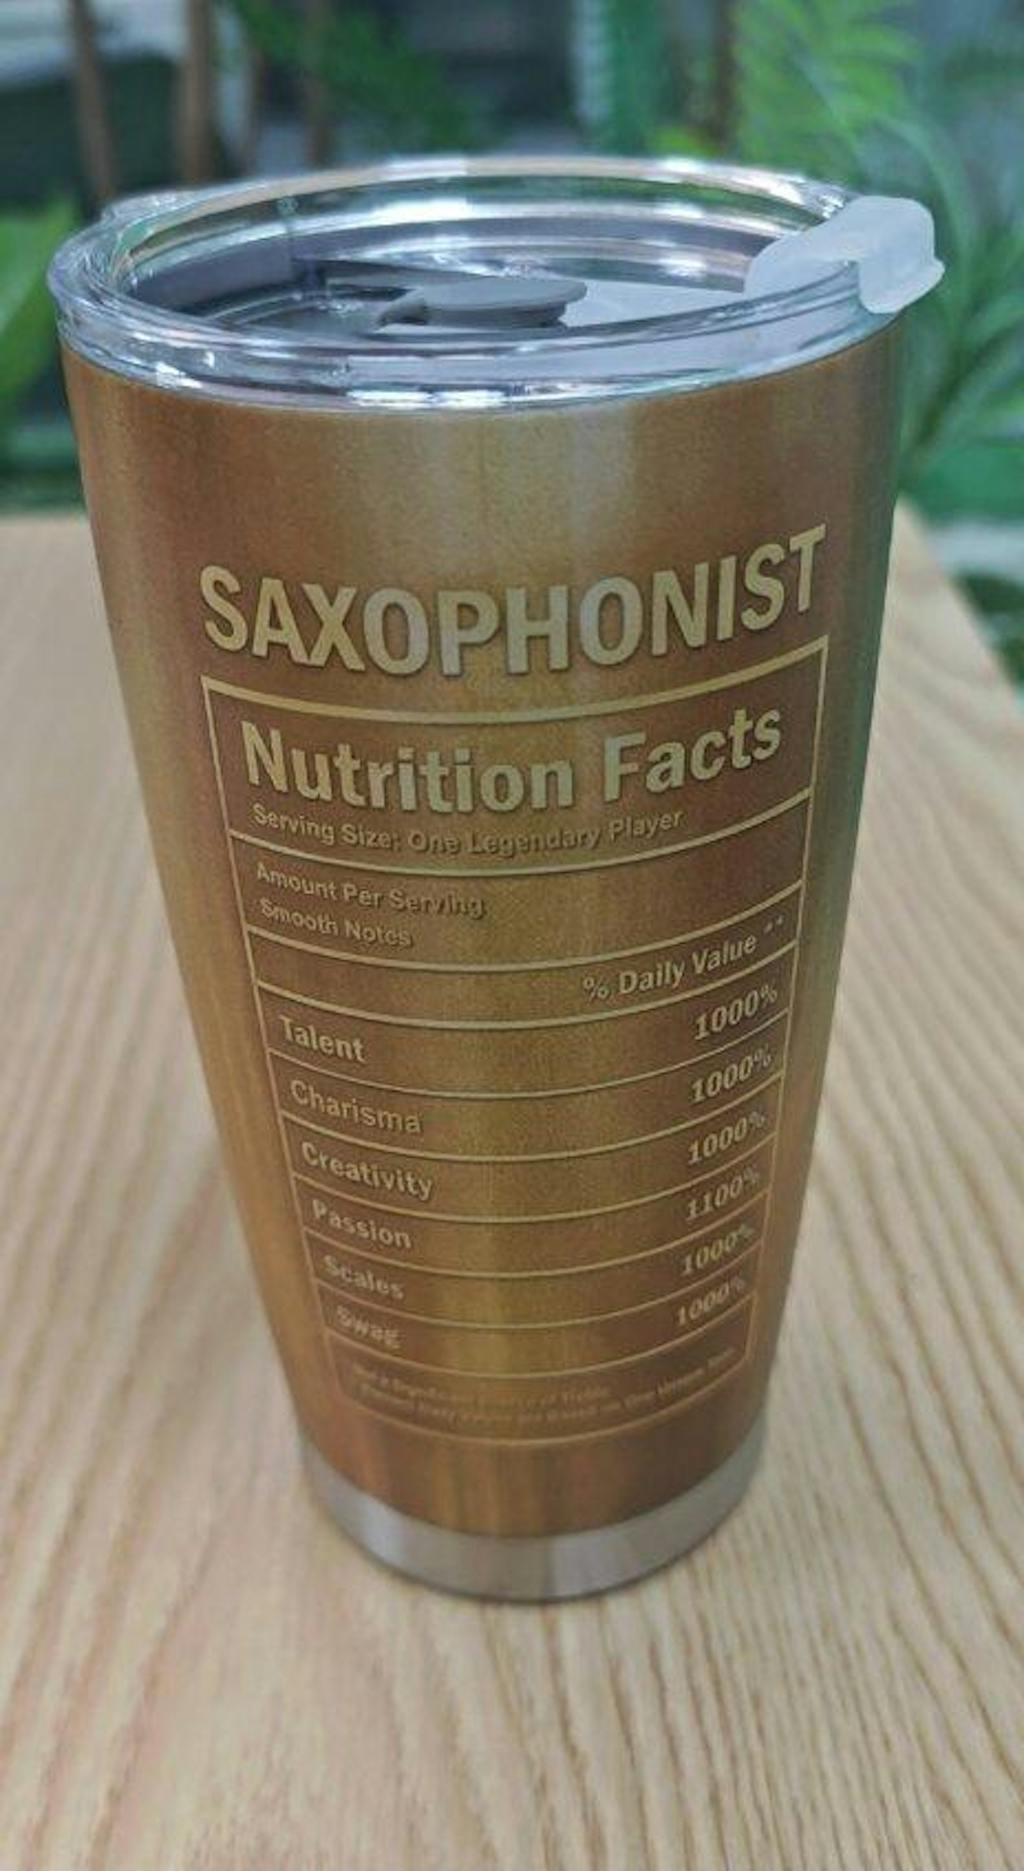 SAXOPHONIST
Nutrition Facts
Serving Size: One Legendary Player
Amount Per Serving
Smooth Notes
% Daily Value **
Talent 1000%
Charisma 1000%
Creativity 1000%
Passion 1100%
Scales 1000%
Swag 1000%